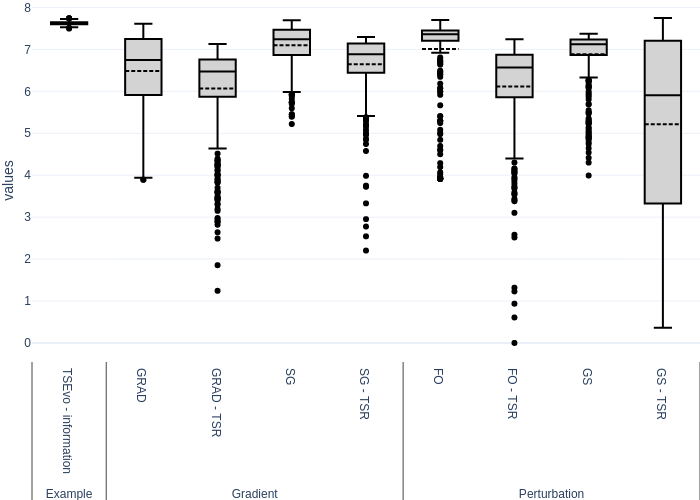 8
7
6
5
4
3
2
1
0
values
TSEvo - information
GRAD
GRAD - TSR
SG
SG - TSR
FO
FO - TSR
GS
GS - TSR
Example
Gradient
Perturbation